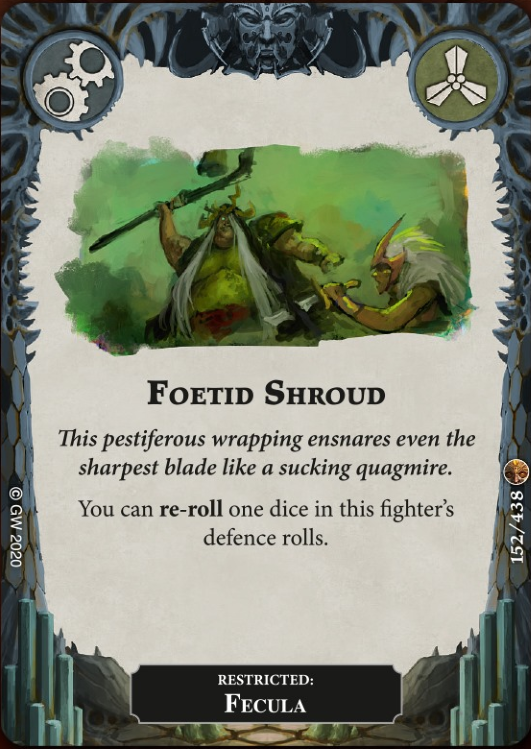 Foetid Shroud
This pestiferous wrapping ensnares even the
sharpest blade like a sucking quagmire.
You can re-roll one dice in this fighter's
defence rolls.
© GW 2020
152/438
RESTRICTED:
Fecula